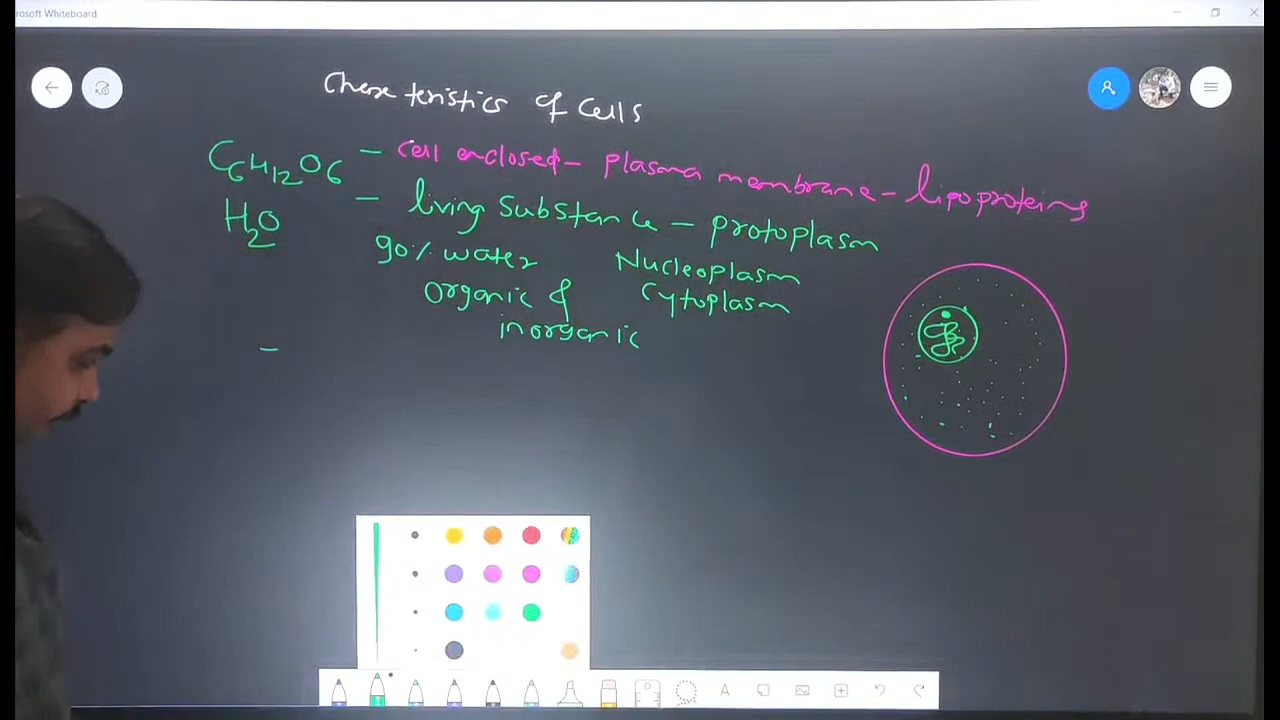 rosoft Whiteboard
Charecteristics of Cells
C6H12O6 - Cell enclosed - plasma membrane - lipoproteins
H2O - living Substance - protoplasm
90% water Nucleoplasm
Organic & Cytoplasm
inorganic
-
A